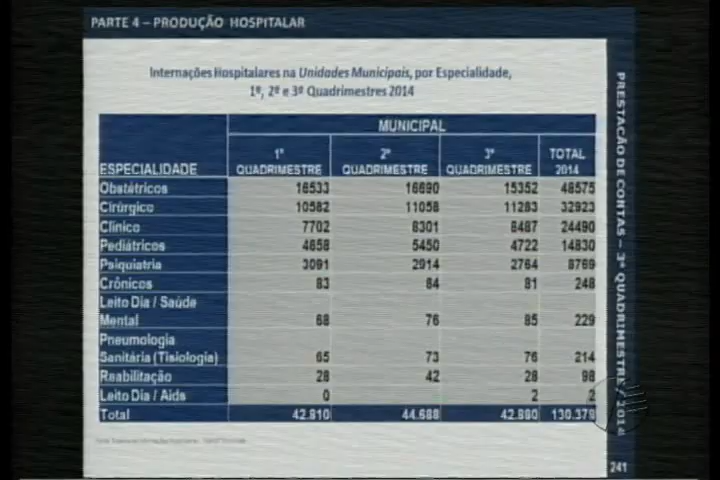 PARTE 4 – PRODUÇÃO HOSPITALAR
Internações Hospitalares na Unidades Municipais, por Especialidade,
1º, 2º e 3º Quadrimestres 2014
MUNICIPAL
ESPECIALIDADE 1º QUADRIMESTRE 2º QUADRIMESTRE 3º QUADRIMESTRE TOTAL 2014
Obstétricos 16533 16690 15352 48575
Cirúrgico 10582 11058 11283 32923
Clínico 7702 8301 8487 24490
Pediátricos 4658 5450 4722 14830
Psiquiatria 3091 2914 2764 8769
Crônicos 83 84 81 248
Leito Dia / Saúde
Mental 68 76 85 229
Pneumologia
Sanitária (Tisiologia) 65 73 76 214
Reabilitação 28 42 28 98
Leito Dia / Aids 0 2 2
Total 42.810 44.688 42.880 130.378
PRESTAÇÃO DE CONTAS – 3º QUADRIMESTRE / 2014
241